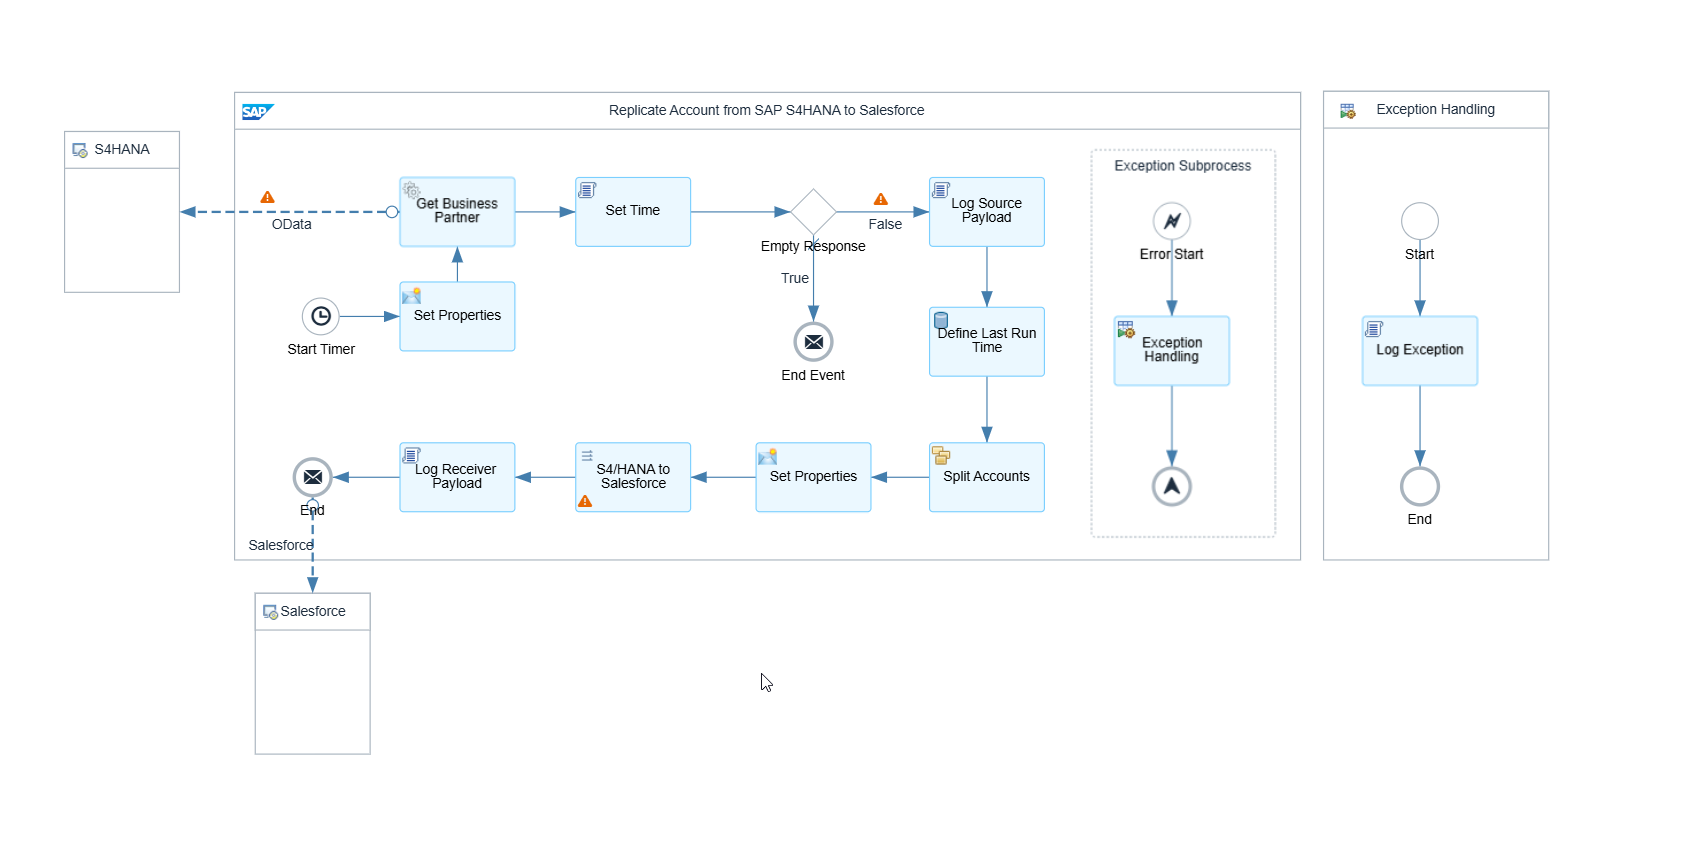 SAP
Replicate Account from SAP S4HANA to Salesforce
Exception Handling
S4HANA
OData
Get Business
Partner
Set Time
Empty Response
False
True
Log Source
Payload
Start Timer
Set Properties
End Event
Define Last Run
Time
End
Salesforce
Log Receiver
Payload
S4/HANA to
Salesforce
Set Properties
Split Accounts
Exception Subprocess
Error Start
Exception
Handling
Start
Log Exception
End
Salesforce